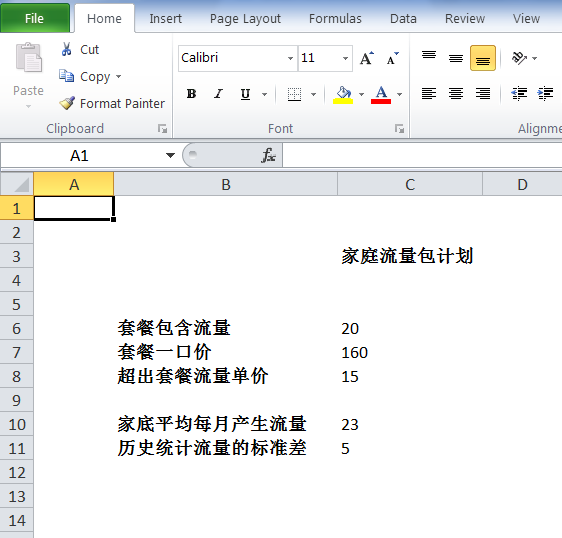 File Home Insert Page Layout Formulas Data Review View
Cut
Copy
Format Painter
Paste
Clipboard
Calibri 11 A A
B I U A
Font
Alignme
A1 fx
A B C D
1
2
3 家庭流量包计划
4
5
6 套餐包含流量 20
7 套餐一口价 160
8 超出套餐流量单价 15
9
10 家底平均每月产生流量 23
11 历史统计流量的标准差 5
12
13
14